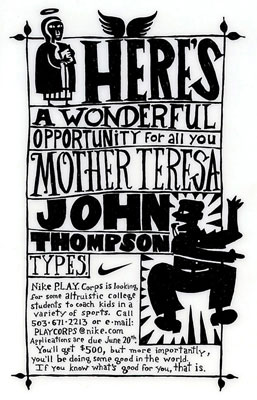 HERE'S
A WONDERFUL
OPPORTUNITY for all you
MOTHER TERESA
JOHN
THOMPSON
TYPES.
Nike P.L.A.Y. Corps is looking
for some altruistic college
students to coach kids in a
variety of sports. Call
503-671-2213 or e-mail:
PLAYCORPS@nike.com
Applications are due June 20th.
You'll get $500, but more importantly,
you'll be doing some good in the world.
If you know what's good for you, that is.